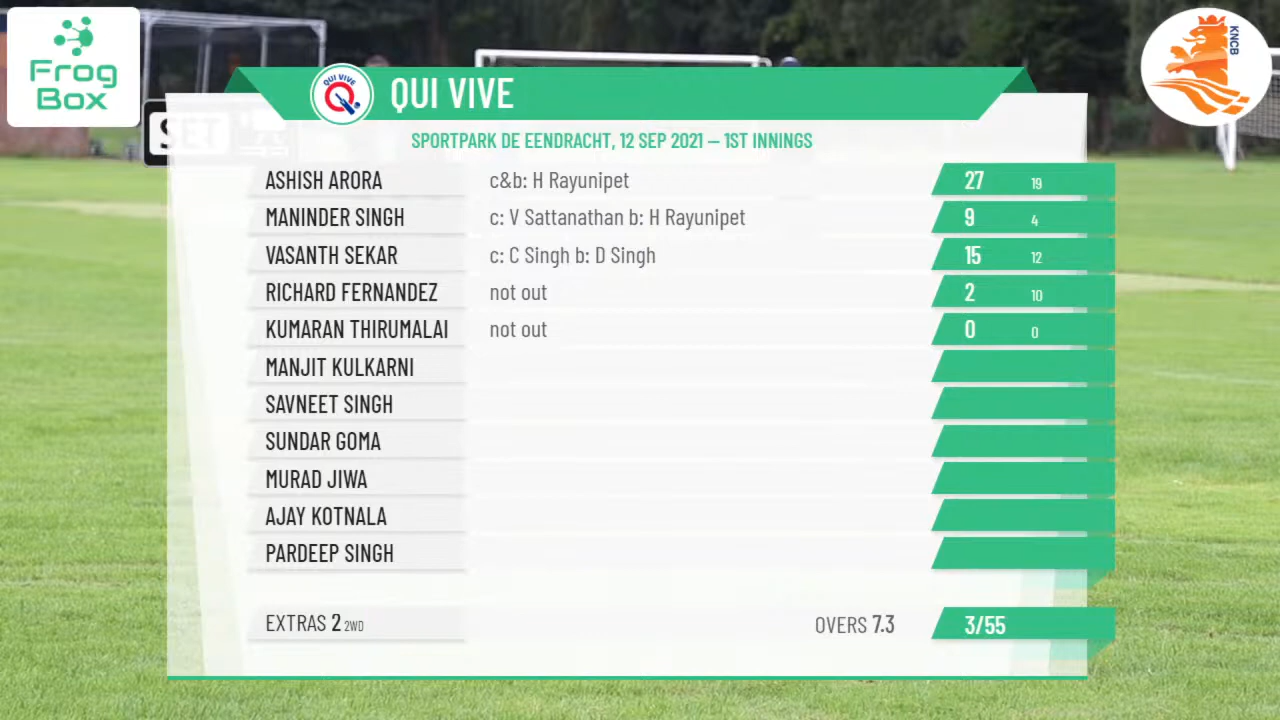 Frog
Box
KNCB
QUI VIVE
QUI VIVE
SPORTPARK DE EENDRACHT, 12 SEP 2021 – 1ST INNINGS
ASHISH ARORA c&b: H Rayunipet 27 19
MANINDER SINGH c: V Sattanathan b: H Rayunipet 9 4
VASANTH SEKAR c: C Singh b: D Singh 15 12
RICHARD FERNANDEZ not out 2 10
KUMARAN THIRUMALAI not out 0 0
MANJIT KULKARNI
SAVNEET SINGH
SUNDAR GOMA
MURAD JIWA
AJAY KOTNALA
PARDEEP SINGH
EXTRAS 2 2WD OVERS 7.3 3/55